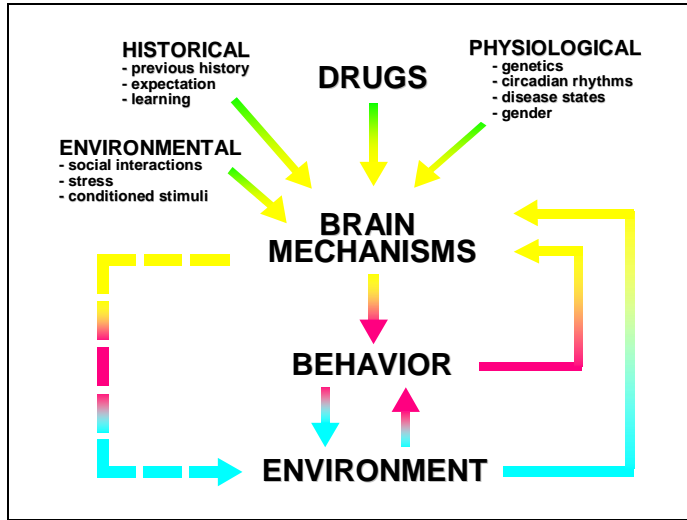 HISTORICAL
- previous history
- expectation
- learning
DRUGS
PHYSIOLOGICAL
- genetics
- circadian rhythms
- disease states
- gender
ENVIRONMENTAL
- social interactions
- stress
- conditioned stimuli
BRAIN
MECHANISMS
BEHAVIOR
ENVIRONMENT